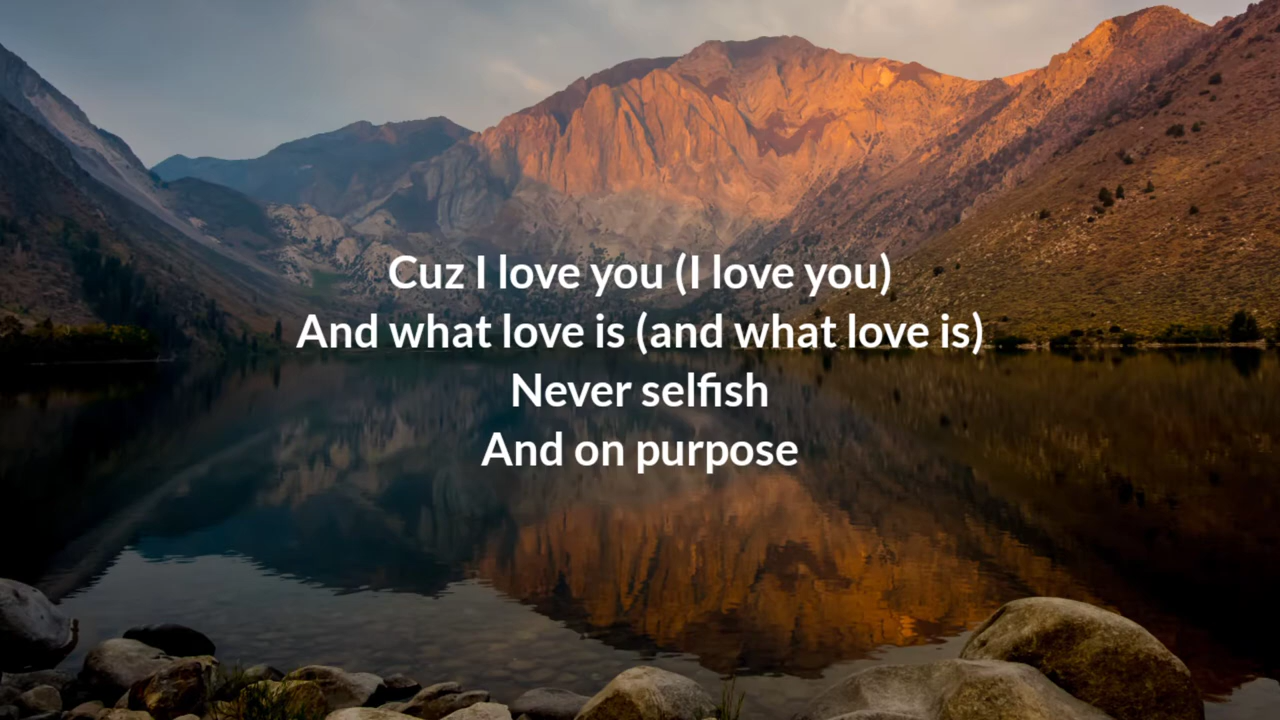 Cuz I love you (I love you)
And what love is (and what love is)
Never selfish
And on purpose